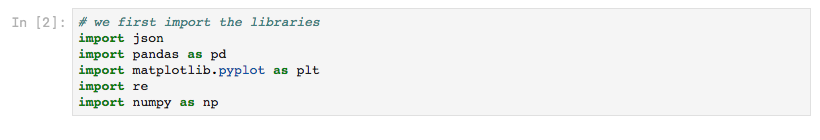 In [2]: # we first import the libraries
import json
import pandas as pd
import matplotlib.pyplot as plt
import re
import numpy as np